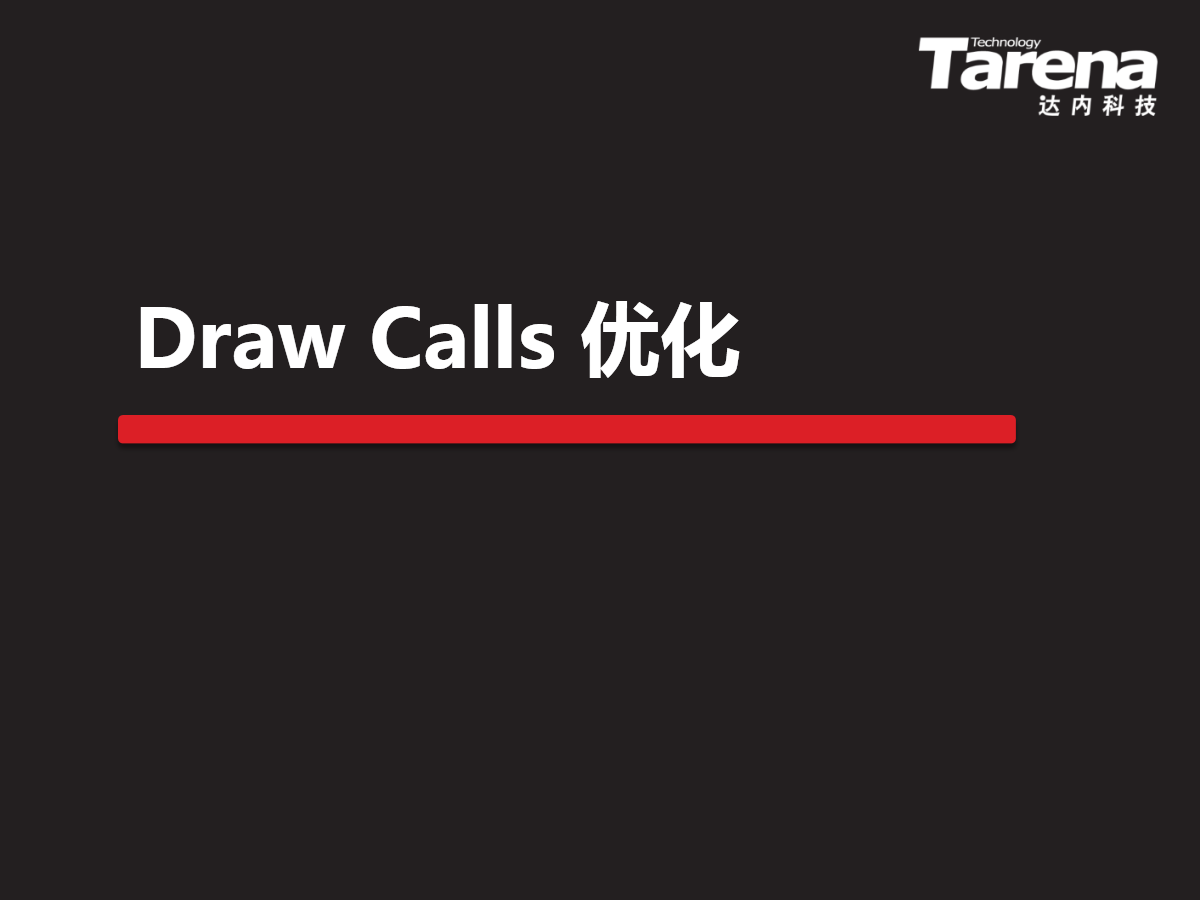 Technology
Tarena
达内科技
Draw Calls 优化